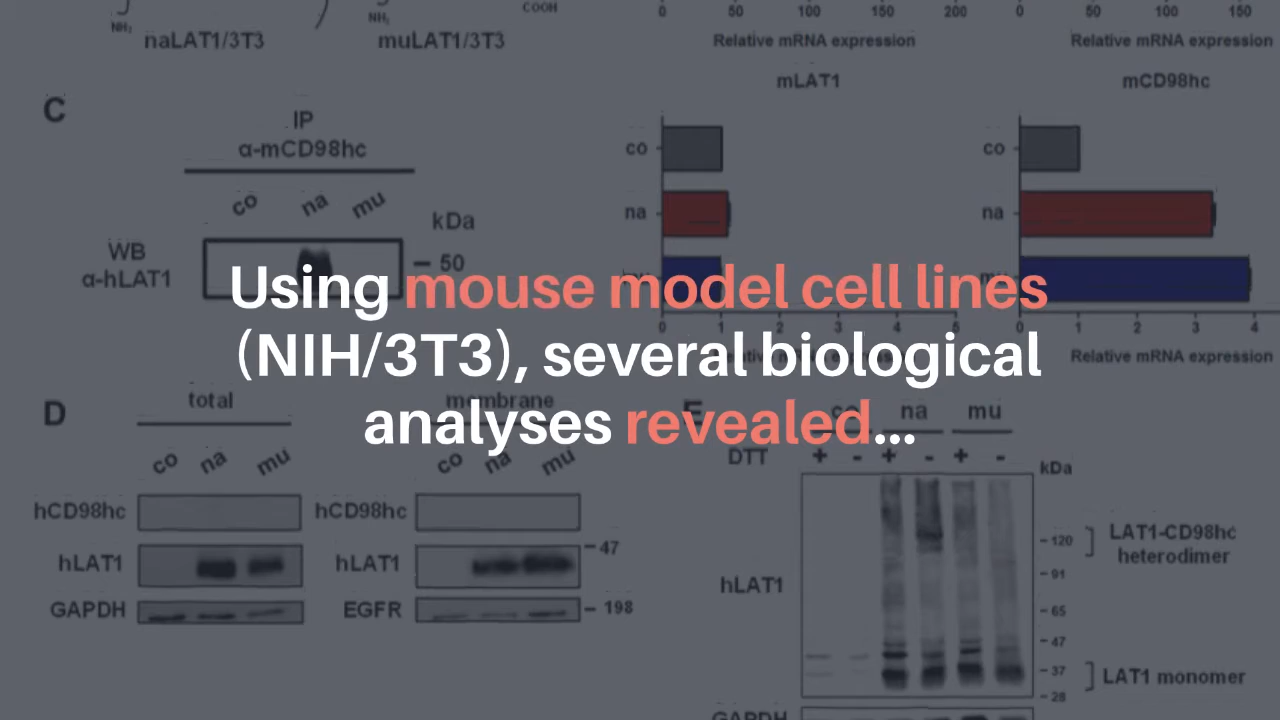 NH₂
NH₂
COOH
naLAT1/3T3
muLAT1/3T3
0 50 100 150 200
Relative mRNA expression
0 50 100 150
Relative mRNA expression
C
IP
α-mCD98hc
co na mu
kDa
WB
α-hLAT1
50
mLAT1
co
na
0 1 2 3 4 5
mCD98hc
co
na
mu
0 1 2 3 4
Relative mRNA expression
Using mouse model cell lines
(NIH/3T3), several biological
analyses revealed...
D
total
membrane
co na mu
co na mu
hCD98hc
hCD98hc
hLAT1
hLAT1
47
GAPDH
EGFR
198
E
co na mu
DTT + - + - + -
kDa
hLAT1
120
91
65
47
37
28
LAT1-CD98hc
heterodimer
LAT1 monomer
GAPDH